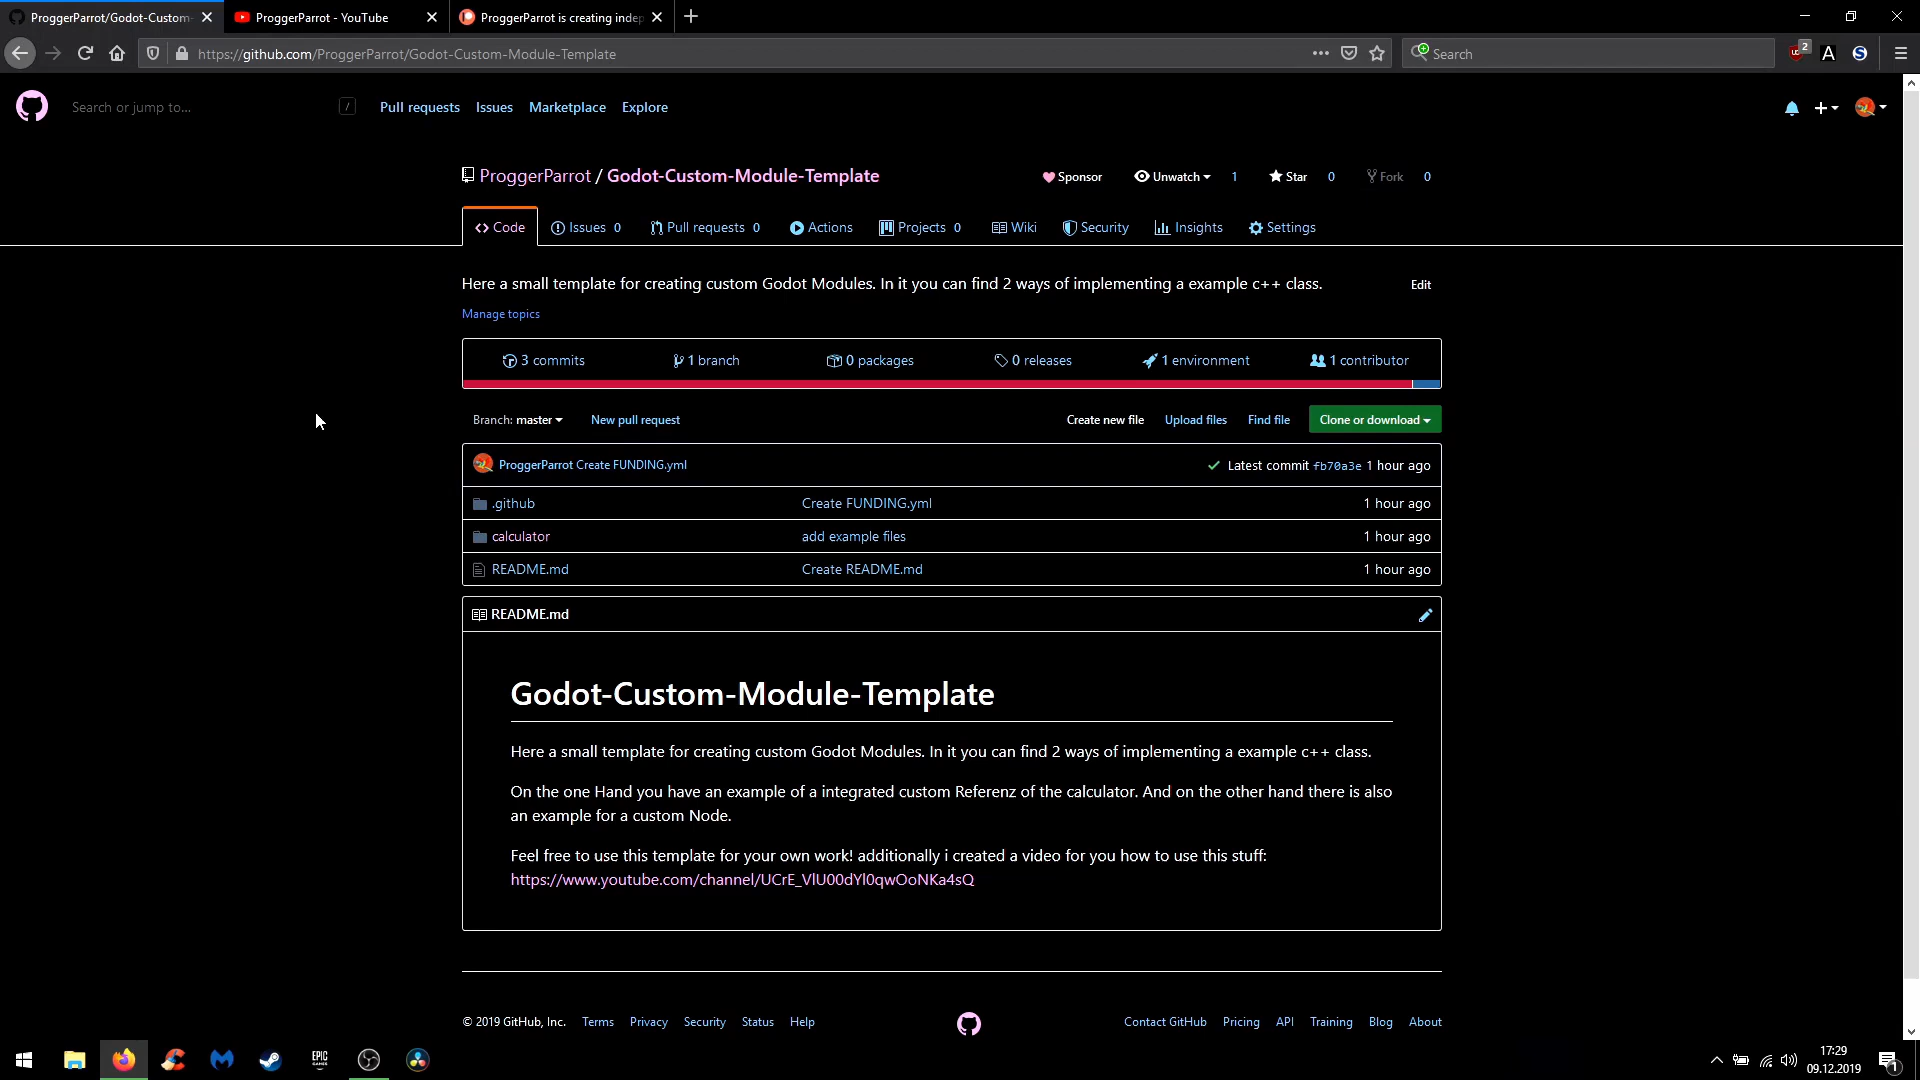 ProggerParrot/Godot-Custom-
ProggerParrot - YouTube
ProggerParrot is creating indep
https://github.com/ProggerParrot/Godot-Custom-Module-Template
Search
2
A
S
Search or jump to...
/
Pull requests
Issues
Marketplace
Explore
ProggerParrot / Godot-Custom-Module-Template
Sponsor
Unwatch 1
Star 0
Fork 0
Code
Issues 0
Pull requests 0
Actions
Projects 0
Wiki
Security
Insights
Settings
Here a small template for creating custom Godot Modules. In it you can find 2 ways of implementing a example c++ class.
Edit
Manage topics
3 commits
1 branch
0 packages
0 releases
1 environment
1 contributor
Branch: master
New pull request
Create new file
Upload files
Find file
Clone or download
ProggerParrot Create FUNDING.yml
Latest commit fb70a3e 1 hour ago
.github
Create FUNDING.yml
1 hour ago
calculator
add example files
1 hour ago
README.md
Create README.md
1 hour ago
README.md
Godot-Custom-Module-Template
Here a small template for creating custom Godot Modules. In it you can find 2 ways of implementing a example c++ class.
On the one Hand you have an example of a integrated custom Referenz of the calculator. And on the other hand there is also
an example for a custom Node.
Feel free to use this template for your own work! additionally i created a video for you how to use this stuff:
https://www.youtube.com/channel/UCrE_VlU00dYl0qwOoNKa4sQ
© 2019 GitHub, Inc.
Terms
Privacy
Security
Status
Help
Contact GitHub
Pricing
API
Training
Blog
About
EPIC
GAMES
17:29
09.12.2019
1